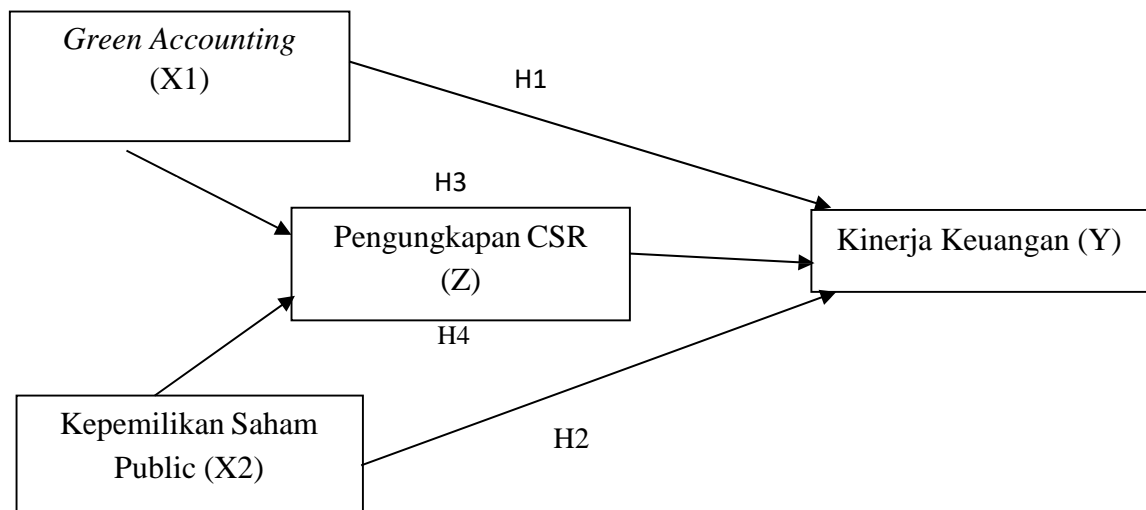 Green Accounting
(X1)
H1
H3
Pengungkapan CSR
(Z)
Kinerja Keuangan (Y)
H4
Kepemilikan Saham
Public (X2)
H2